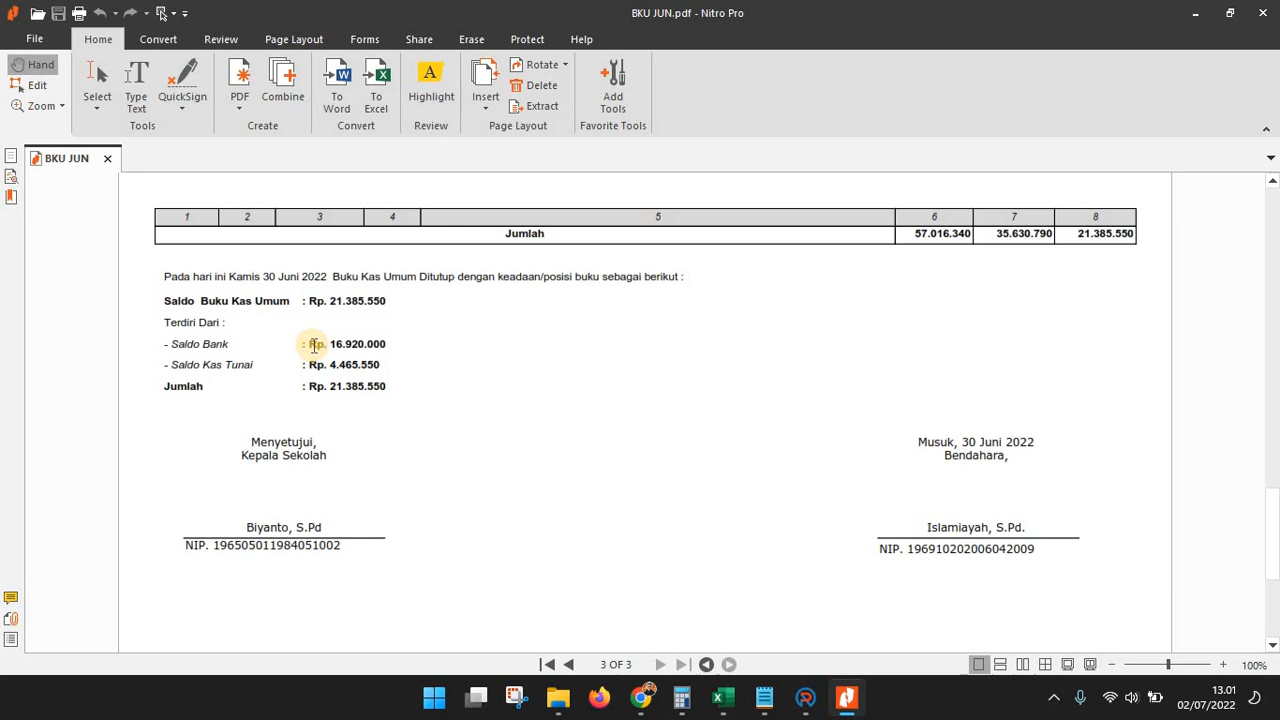 BKU JUN.pdf - Nitro Pro
File Home Convert Review Page Layout Forms Share Erase Protect Help
Hand
Edit
Zoom
Select
Type
Text
QuickSign
Tools
PDF
Combine
Create
To
Word
To
Excel
Convert
Highlight
Review
Insert
Rotate
Delete
Extract
Page Layout
Add
Tools
Favorite Tools
BKU JUN
1 2 3 4 5 6 7 8
Jumlah 57.016.340 35.630.790 21.385.550
Pada hari ini Kamis 30 Juni 2022 Buku Kas Umum Ditutup dengan keadaan/posisi buku sebagai berikut :
Saldo Buku Kas Umum : Rp. 21.385.550
Terdiri Dari :
- Saldo Bank : Rp. 16.920.000
- Saldo Kas Tunai : Rp. 4.465.550
Jumlah : Rp. 21.385.550
Menyetujui,
Kepala Sekolah
Biyanto, S.Pd
NIP. 196505011984051002
Musuk, 30 Juni 2022
Bendahara,
Islamiayah, S.Pd.
NIP. 196910202006042009
3 OF 3
100%
13.01
02/07/2022